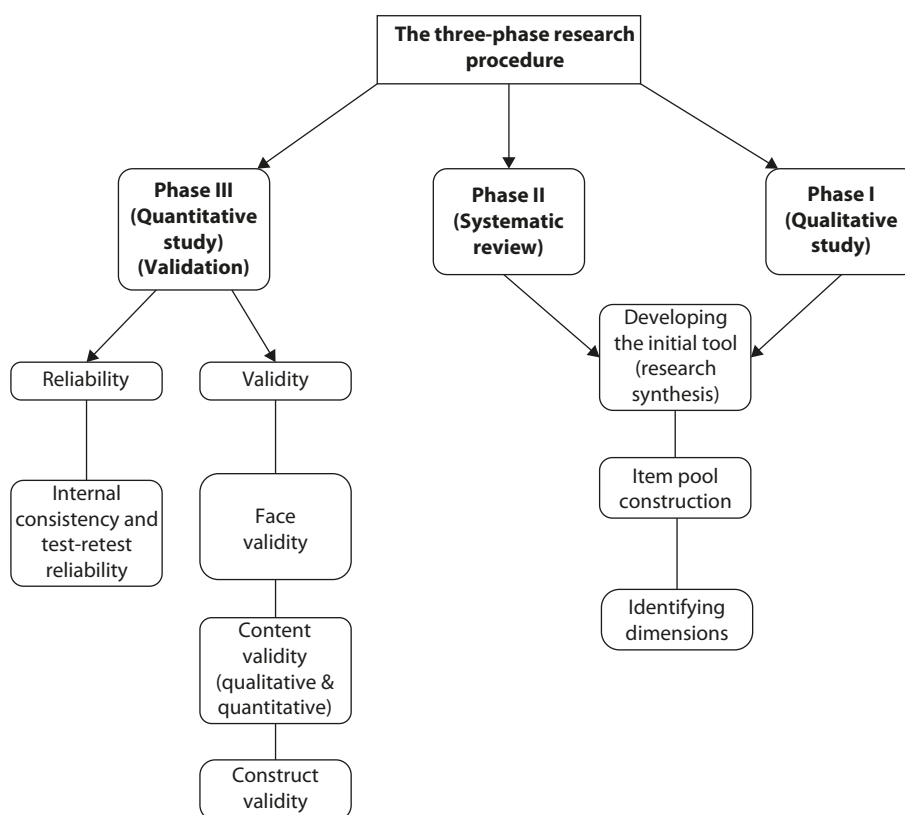 The three-phase research
procedure
Phase III
(Quantitative
study)
(Validation)
Phase II
(Systematic
review)
Phase I
(Qualitative
study)
Developing
the initial tool
(research
synthesis)
Reliability
Validity
Item pool
construction
Internal
consistency and
test-retest
reliability
Face
validity
Identifying
dimensions
Content
validity
(qualitative &
quantitative)
Construct
validity